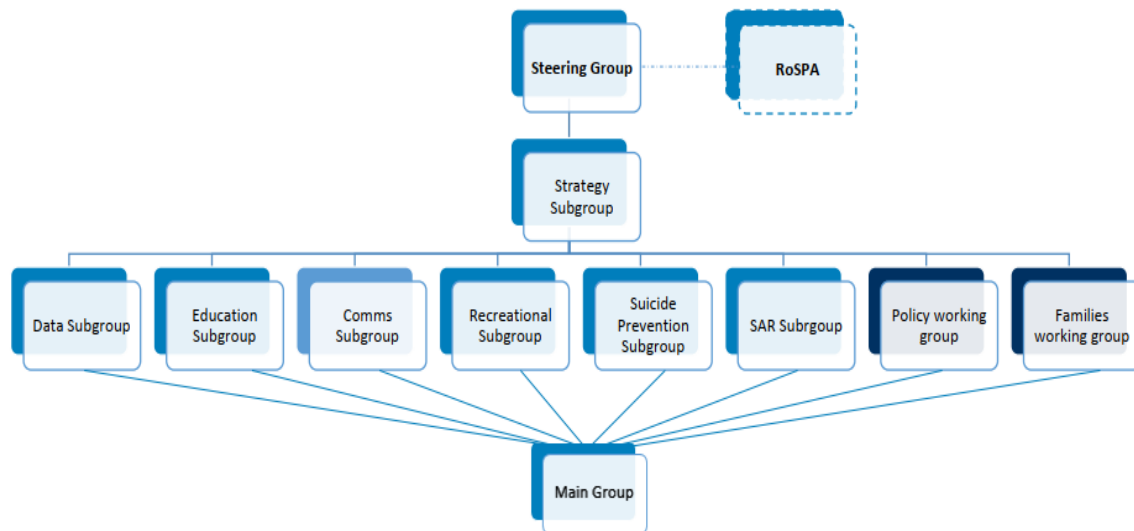 Steering Group
RoSPA
Strategy
Subgroup
Data Subgroup
Education
Subgroup
Comms
Subgroup
Recreational
Subgroup
Suicide
Prevention
Subgroup
SAR Subrgoup
Policy working
group
Families
working group
Main Group